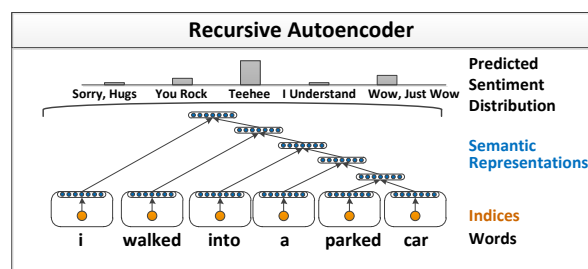 Recursive Autoencoder
Predicted
Sentiment
Distribution
Sorry, Hugs You Rock Teehee I Understand Wow, Just Wow
Semantic
Representations
Indices
i walked into a parked car Words